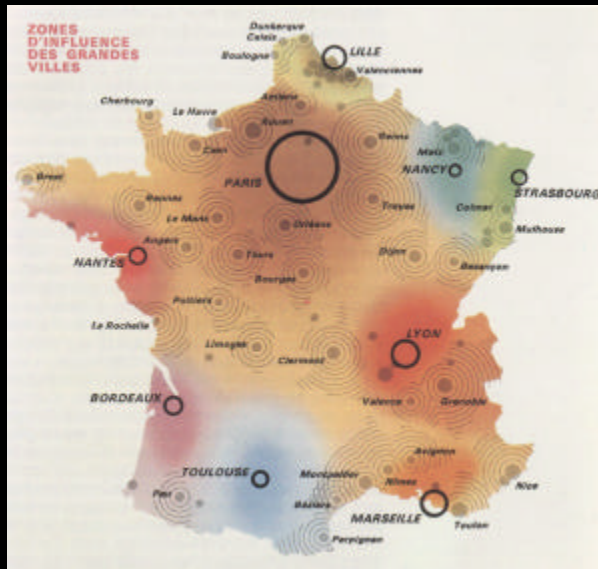 ZONES
D'INFLUENCE
DES GRANDES
VILLES
Dunkerque
Calais
LILLE
Boulogne
Valenciennes
Amiens
Cherbourg
Le Havre
Rouen
Reims
Metz
Caen
NANCY
Brest
PARIS
STRASBOURG
Rennes
Troyes
Colmar
Le Mans
Orléans
Mulhouse
Angers
Tours
Dijon
NANTES
Besançon
Bourges
Poitiers
La Rochelle
LYON
Limoges
Clermont
BORDEAUX
Valence
Grenoble
Avignon
TOULOUSE
Montpellier
Nîmes
Nice
Pau
Béziers
MARSEILLE
Toulon
Perpignan